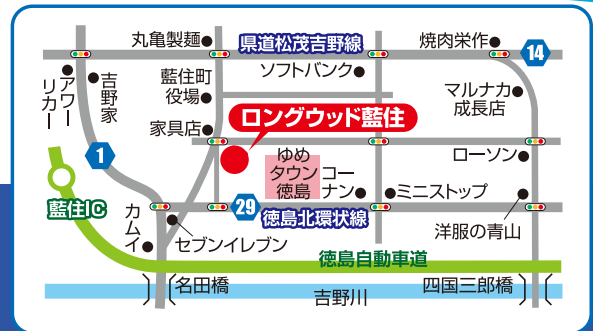 丸亀製麺
県道松茂吉野線
焼肉栄作
14
アワー
リカー
吉野家
藍住町
役場
ソフトバンク
マルナカ
成長店
家具店
ロングウッド藍住
1
ゆめ
タウン
徳島
コー
ナン
ローソン
ミニストップ
藍住IC
カムイ
29
徳島北環状線
セブンイレブン
洋服の青山
徳島自動車道
名田橋
吉野川
四国三郎橋